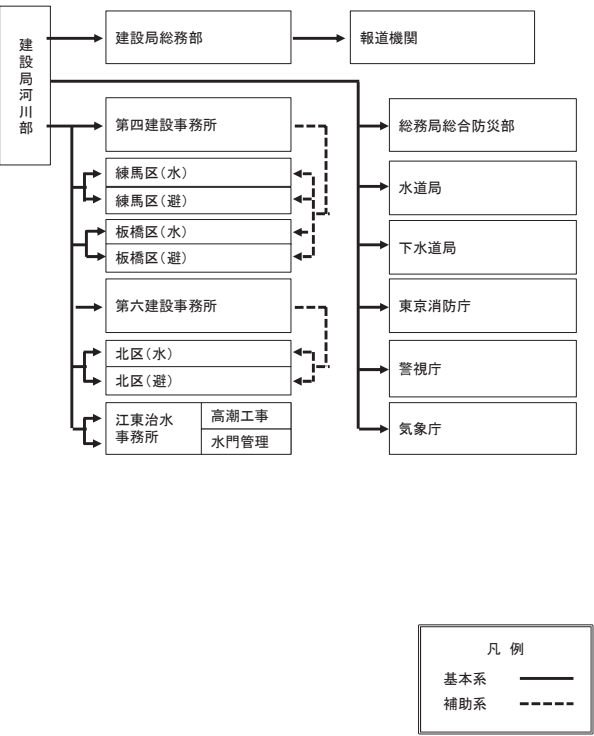 建設局河川部
建設局総務部
報道機関
第四建設事務所
練馬区(水)
練馬区(避)
板橋区(水)
板橋区(避)
第六建設事務所
北区(水)
北区(避)
江東治水
事務所
高潮工事
水門管理
総務局総合防災部
水道局
下水道局
東京消防庁
警視庁
気象庁
凡 例
基本系
補助系